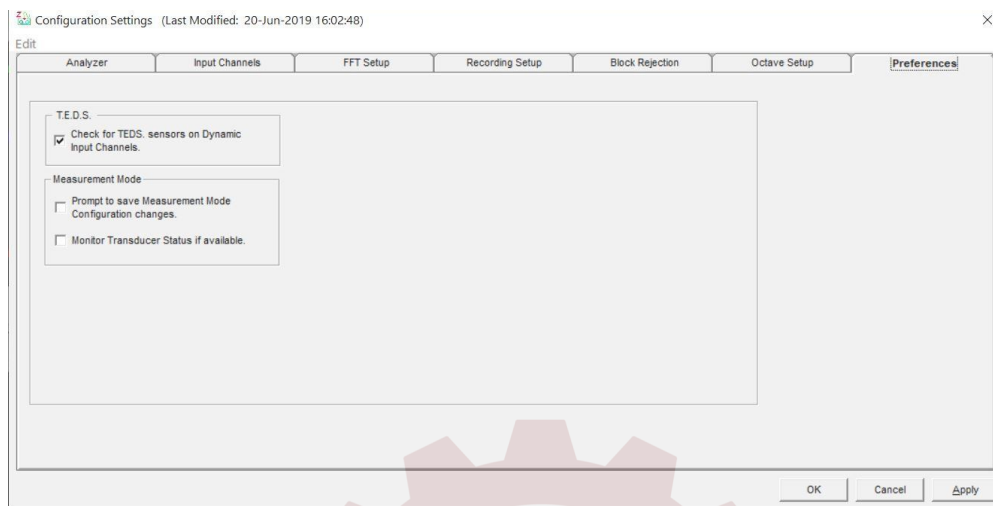 Configuration Settings (Last Modified: 20-Jun-2019 16:02:48)
Edit
Analyzer Input Channels FFT Setup Recording Setup Block Rejection Octave Setup Preferences
T.E.D.S.
Check for TEDS. sensors on Dynamic
Input Channels.
Measurement Mode
Prompt to save Measurement Mode
Configuration changes.
Monitor Transducer Status if available.
OK Cancel Apply